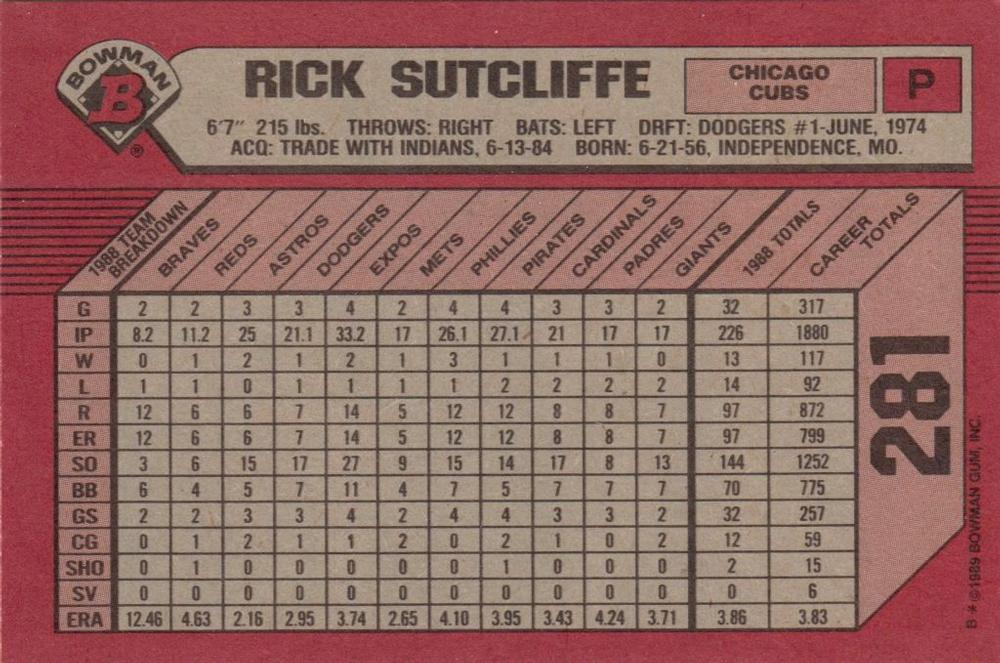 BOWMAN
B
®
RICK SUTCLIFFE
CHICAGO
CUBS
P
6'7" 215 lbs. THROWS: RIGHT BATS: LEFT DRFT: DODGERS #1-JUNE, 1974
ACQ: TRADE WITH INDIANS, 6-13-84 BORN: 6-21-56, INDEPENDENCE, MO.
1988 TEAM BREAKDOWN BRAVES REDS ASTROS DODGERS EXPOS METS PHILLIES PIRATES CARDINALS PADRES GIANTS 1988 TOTALS CAREER TOTALS
G 2 2 3 3 4 2 4 4 3 3 2 32 317
IP 8.2 11.2 25 21.1 33.2 17 26.1 27.1 21 17 17 226 1880
W 0 1 2 1 2 1 3 1 1 1 0 13 117
L 1 1 0 1 1 1 1 2 2 2 2 14 92
R 12 6 6 7 14 5 12 12 8 8 7 97 872
ER 12 6 6 7 14 5 12 12 8 8 7 97 799
SO 3 6 15 17 27 9 15 14 17 8 13 144 1252
BB 6 4 5 7 11 4 7 5 7 7 7 70 775
GS 2 2 3 3 4 2 4 4 3 3 2 32 257
CG 0 1 2 1 1 2 0 2 1 0 2 12 59
SHO 0 1 0 0 0 0 0 1 0 0 0 2 15
SV 0 0 0 0 0 0 0 0 0 0 0 0 6
ERA 12.46 4.63 2.16 2.95 3.74 2.65 4.10 3.95 3.43 4.24 3.71 3.86 3.83
281
B * © 1989 BOWMAN GUM, INC.